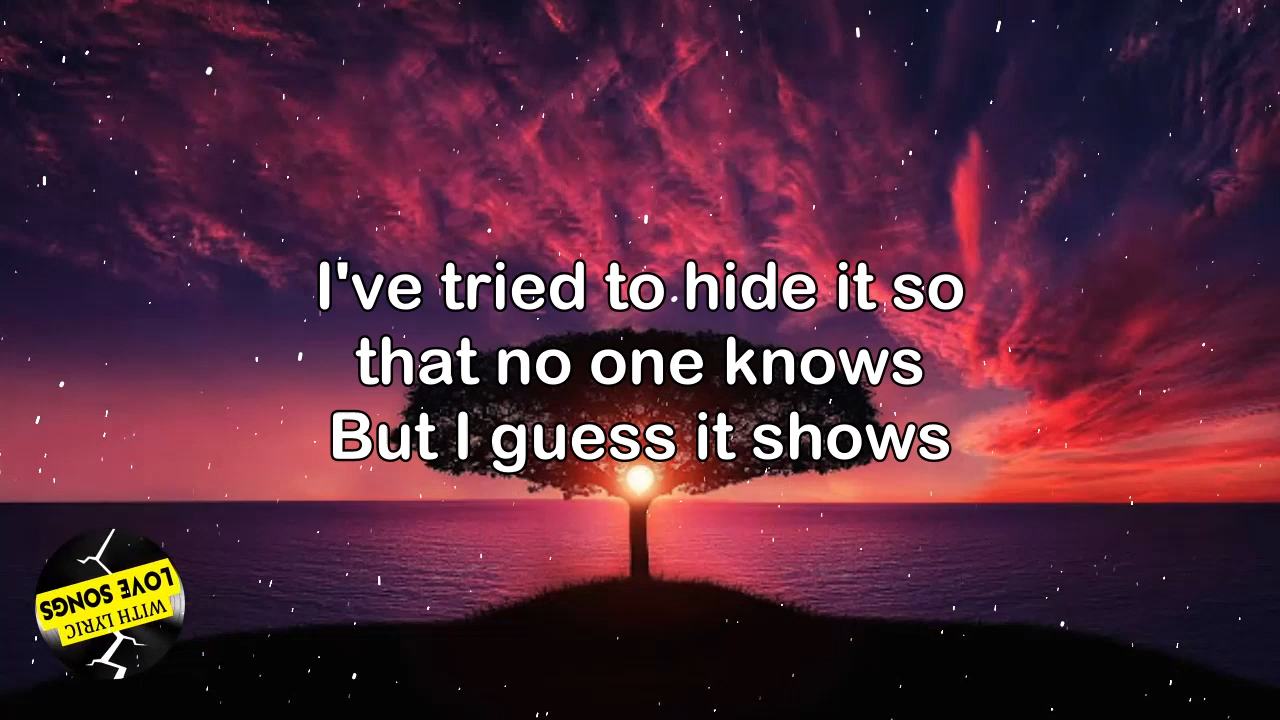 I've tried to hide it so
that no one knows
But I guess it shows
LOVE SONGS
WITH LYRIC